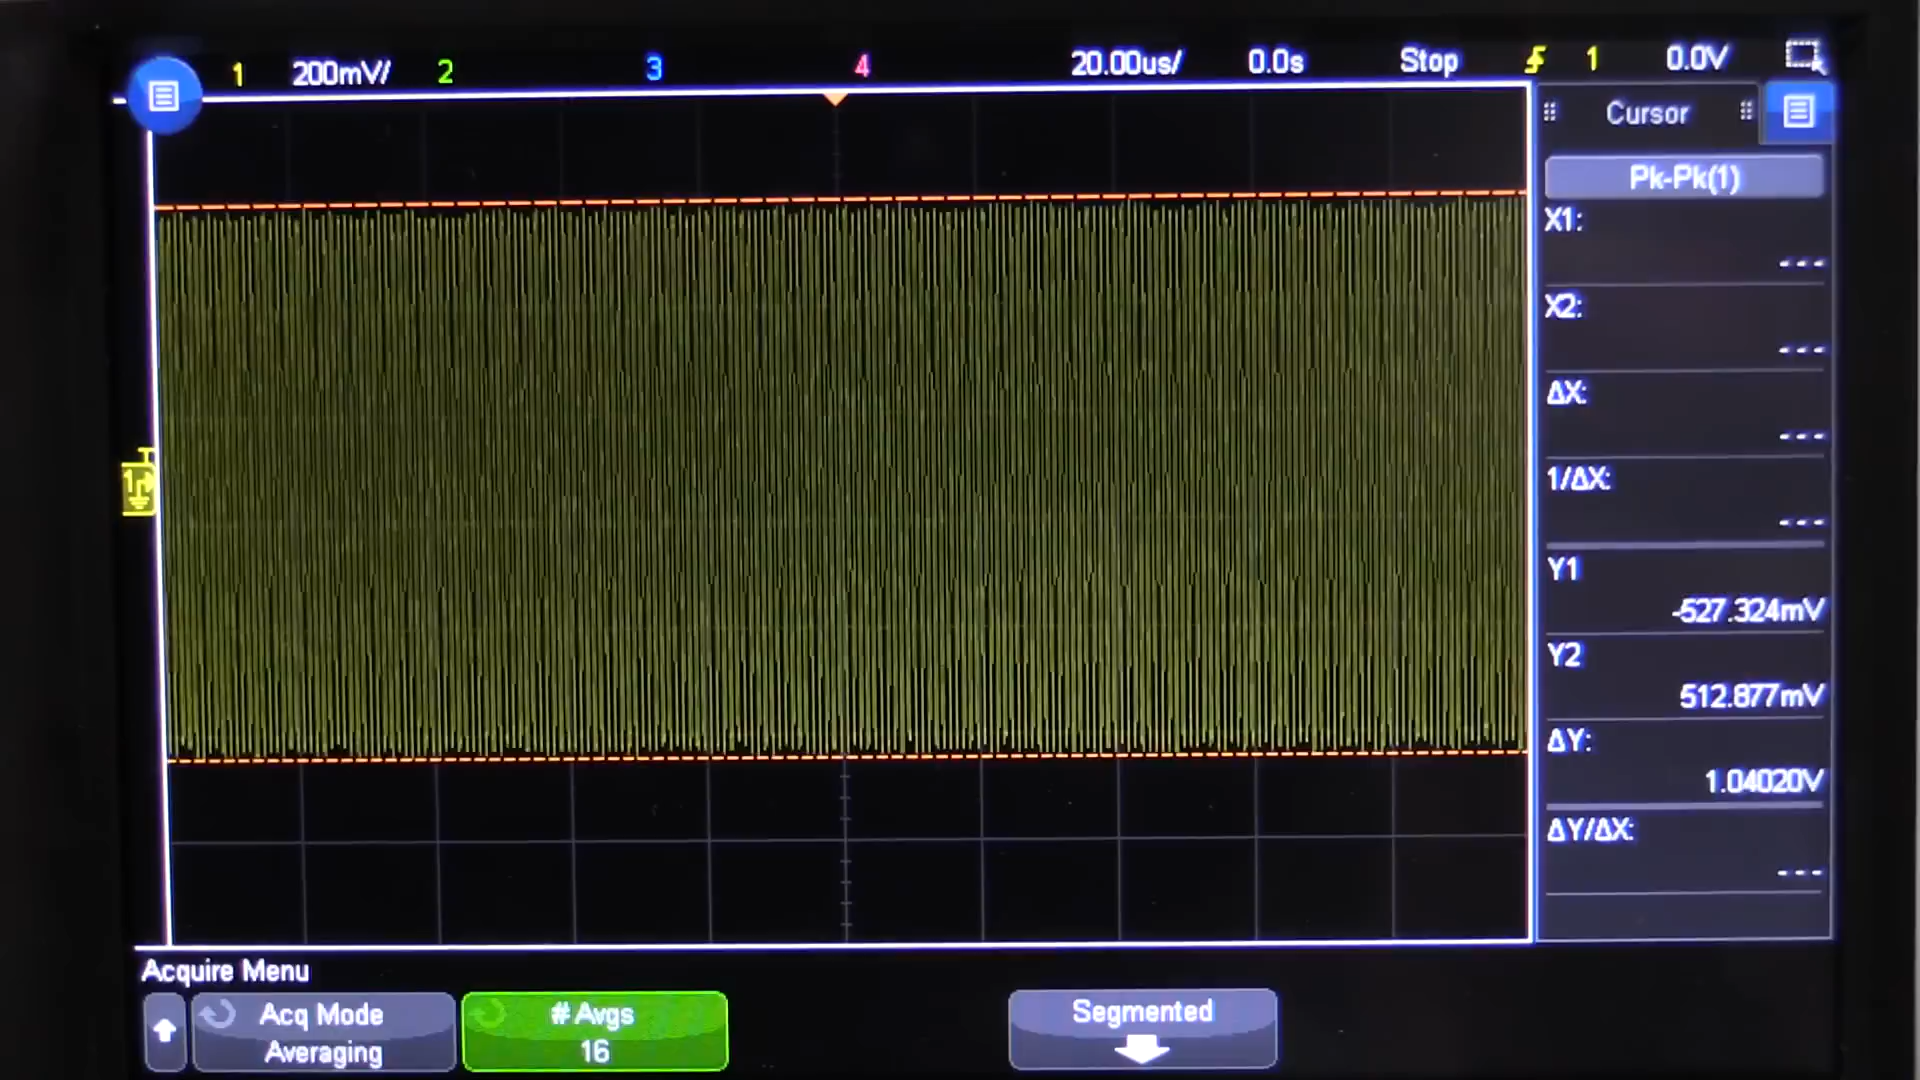 1 200mV/ 2 3 4 20.00us/ 0.0s Stop 1 0.0V
Cursor
Pk-Pk(1)
X1:
---
X2:
---
ΔX:
---
1/ΔX:
---
Y1
-527.324mV
Y2
512.877mV
ΔY:
1.04020V
ΔY/ΔX:
---
T
1
Acquire Menu
Acq Mode
Averaging
# Avgs
16
Segmented